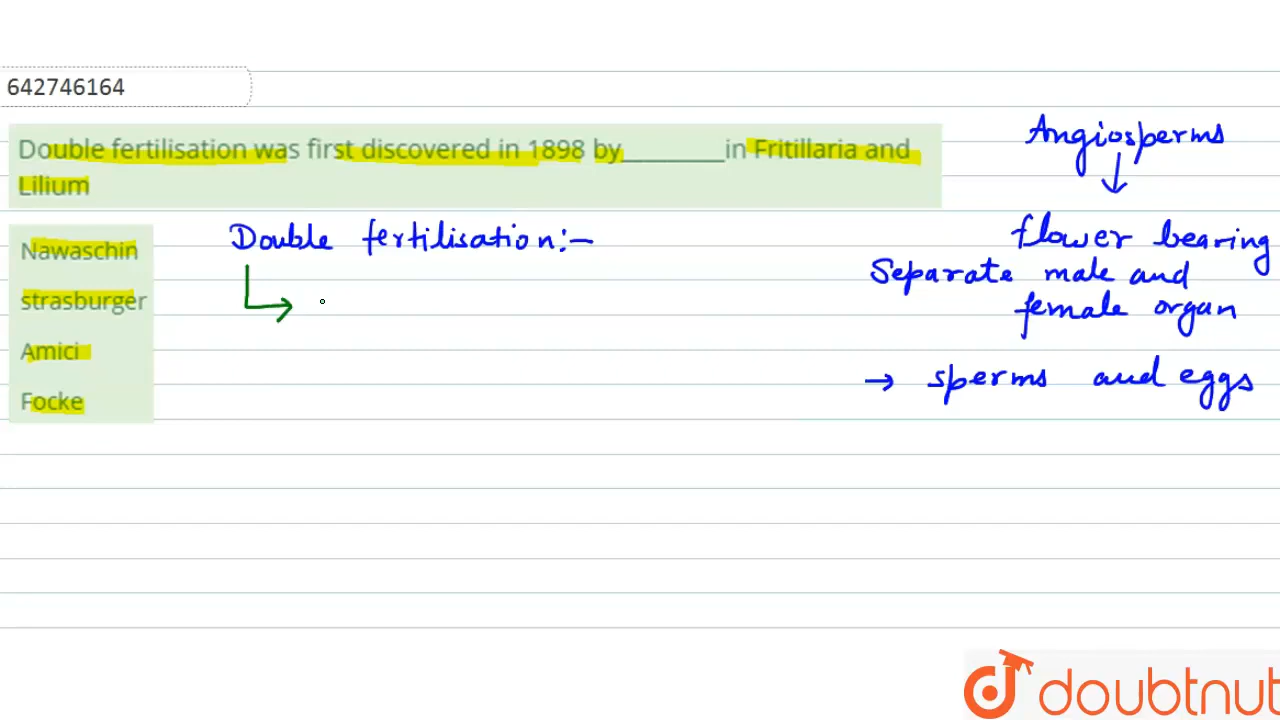 642746164
Double fertilisation was first discovered in 1898 by________in Fritillaria and
Lilium
Nawaschin
strasburger
Amici
Focke
Double fertilisation:-
Angiosperms
flower bearing
Separate male and
female organ
→ sperms and eggs
doubtnut